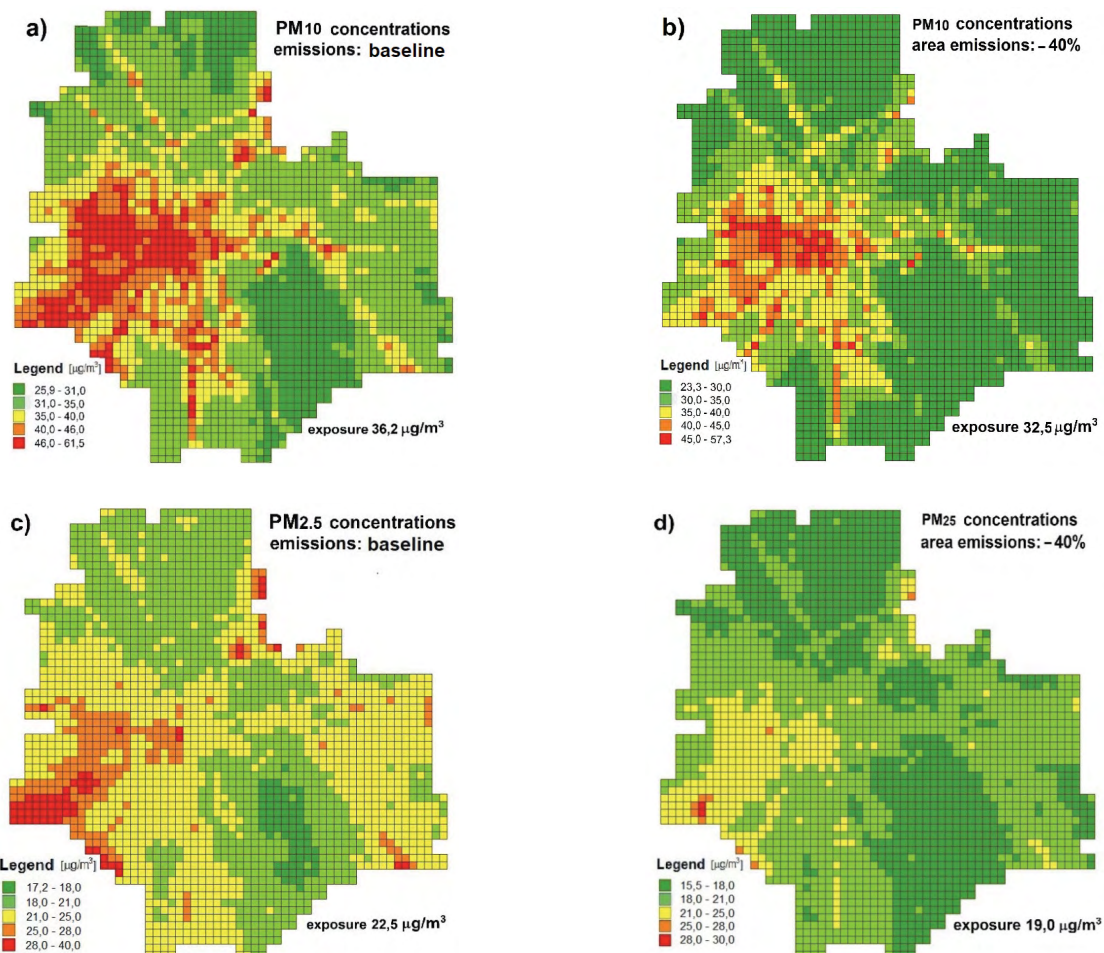 a)
PM10 concentrations
emissions: baseline
Legend [µg/m³]
25,9 - 31,0
31,0 - 35,0
35,0 - 40,0
40,0 - 46,0
46,0 - 61,5
exposure 36,2 µg/m³
b)
PM10 concentrations
area emissions: – 40%
Legend [µg/m³]
23,3 - 30,0
30,0 - 35,0
35,0 - 40,0
40,0 - 45,0
45,0 - 57,3
exposure 32,5 µg/m³
c)
PM2.5 concentrations
emissions: baseline
Legend [µg/m³]
17,2 - 18,0
18,0 - 21,0
21,0 - 25,0
25,0 - 28,0
28,0 - 40,0
exposure 22,5 µg/m³
d)
PM25 concentrations
area emissions: – 40%
Legend [µg/m³]
15,5 - 18,0
18,0 - 21,0
21,0 - 25,0
25,0 - 28,0
28,0 - 30,0
exposure 19,0 µg/m³